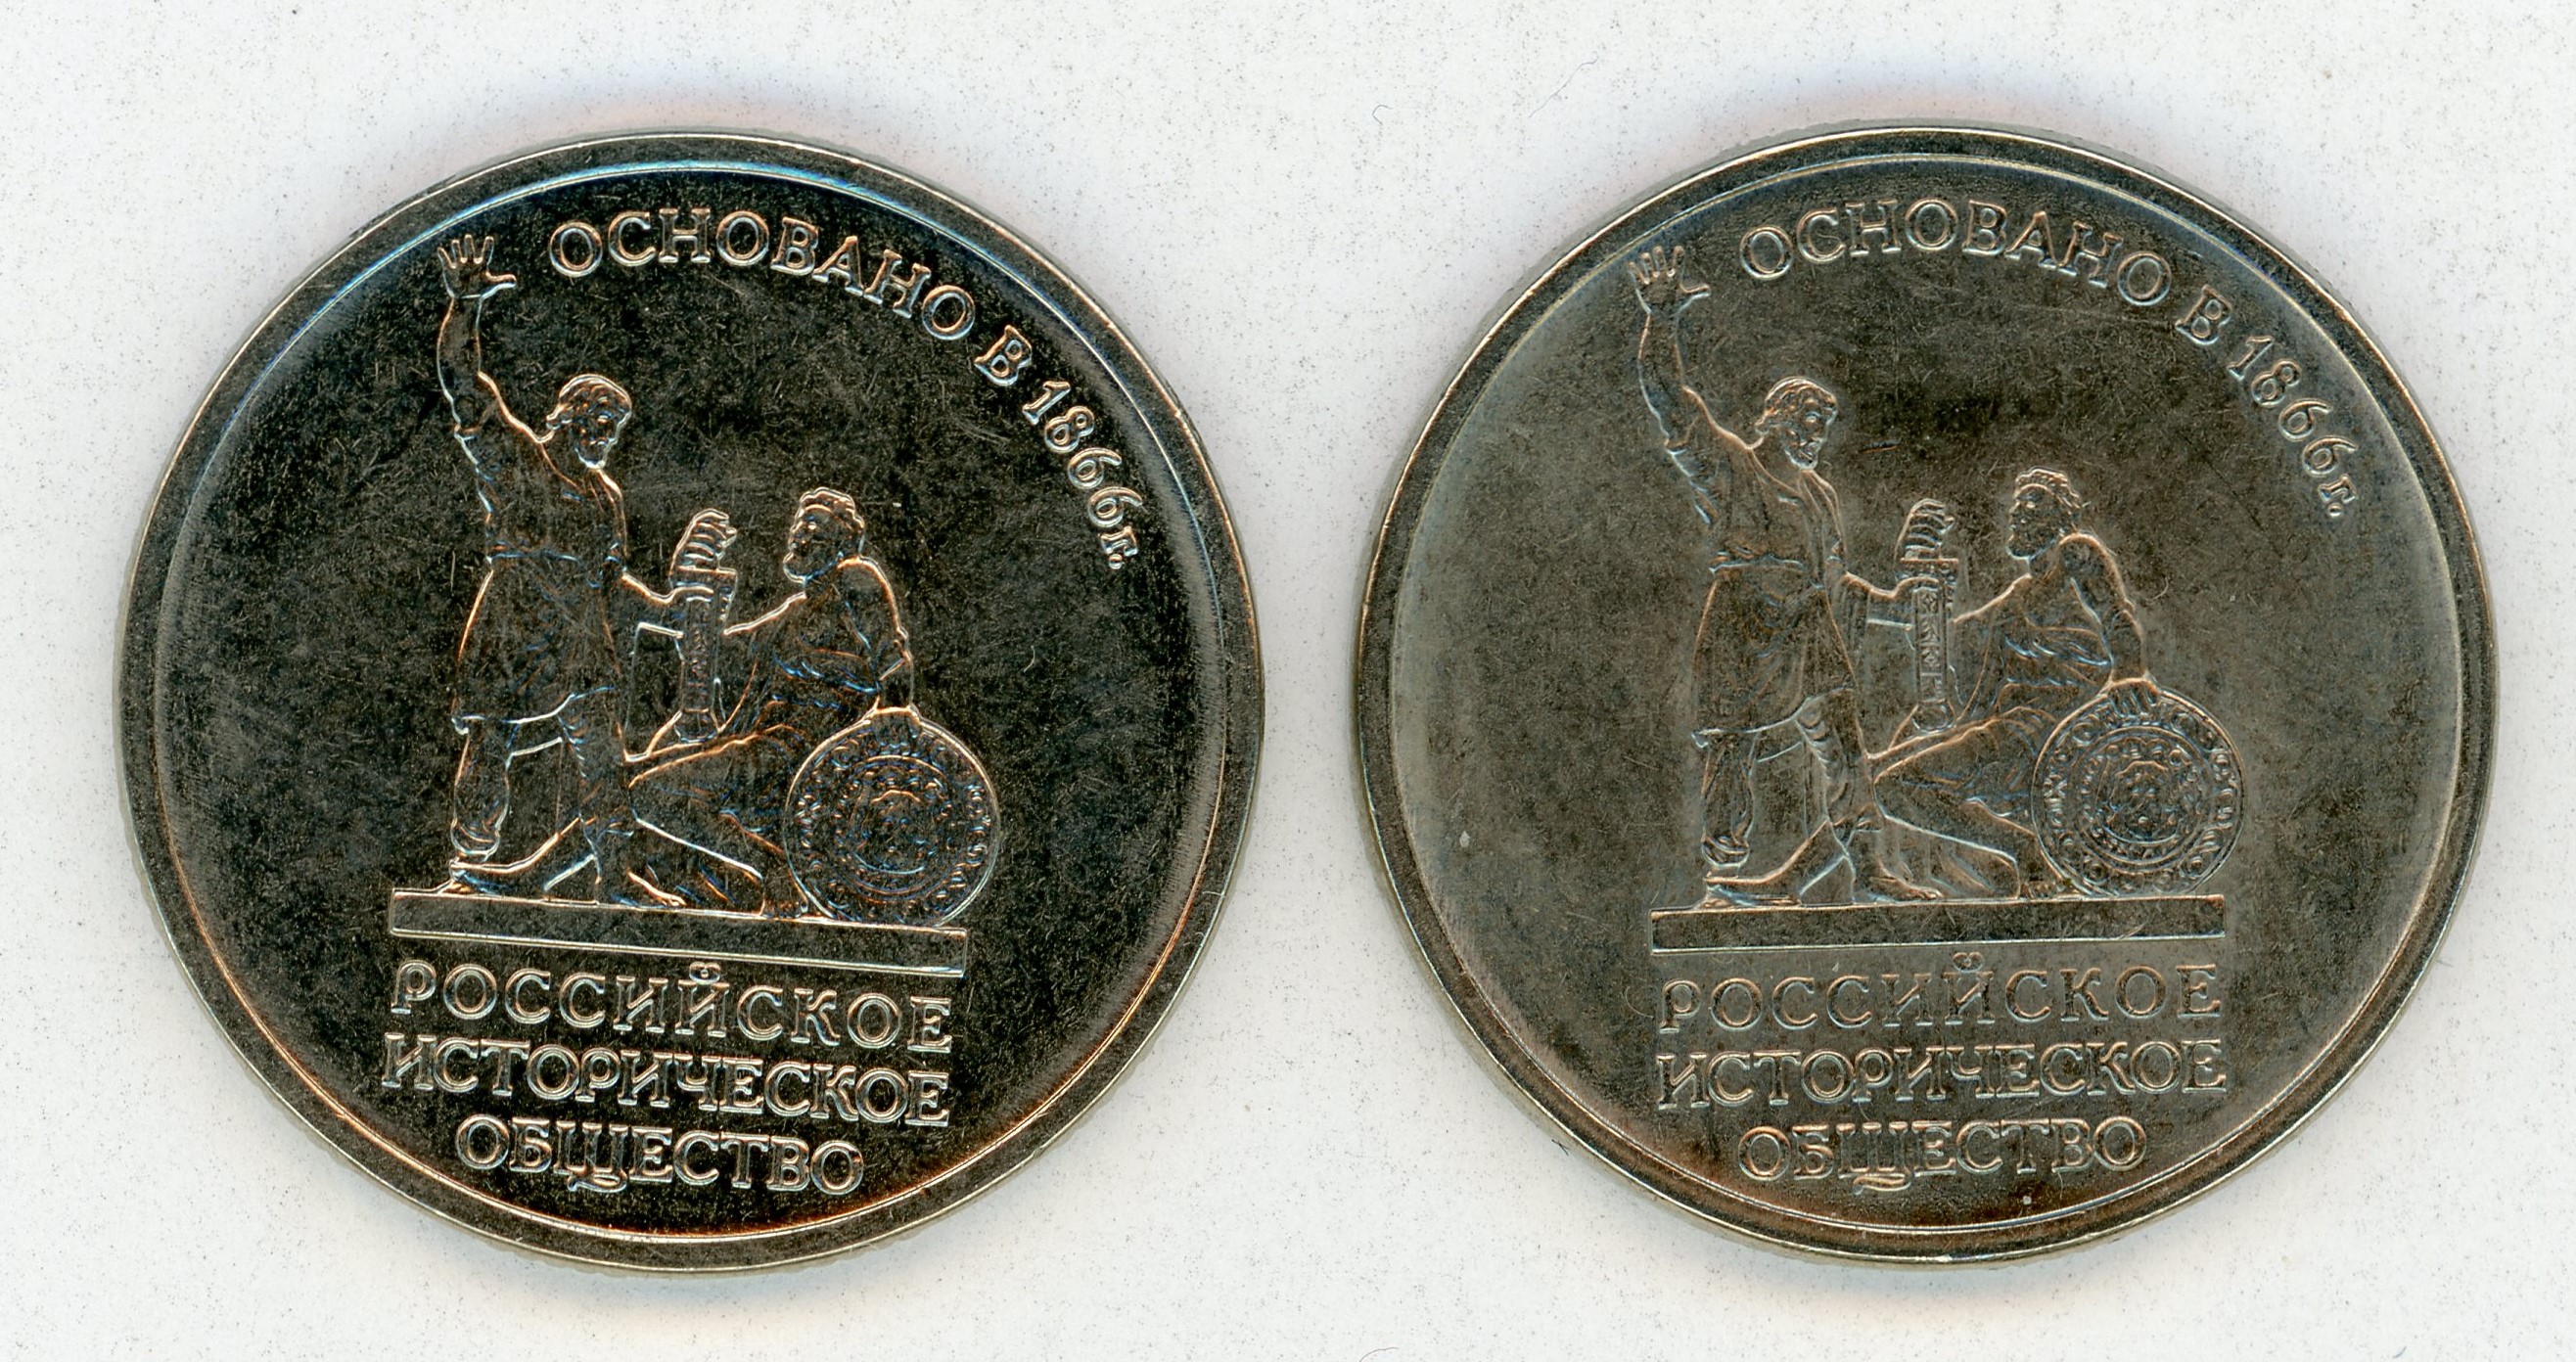 ОСНОВАНО В 1866г.
РОССИЙСКОЕ
ИСТОРИЧЕСКОЕ
ОБЩЕСТВО
ОСНОВАНО В 1866г.
РОССИЙСКОЕ
ИСТОРИЧЕСКОЕ
ОБЩЕСТВО